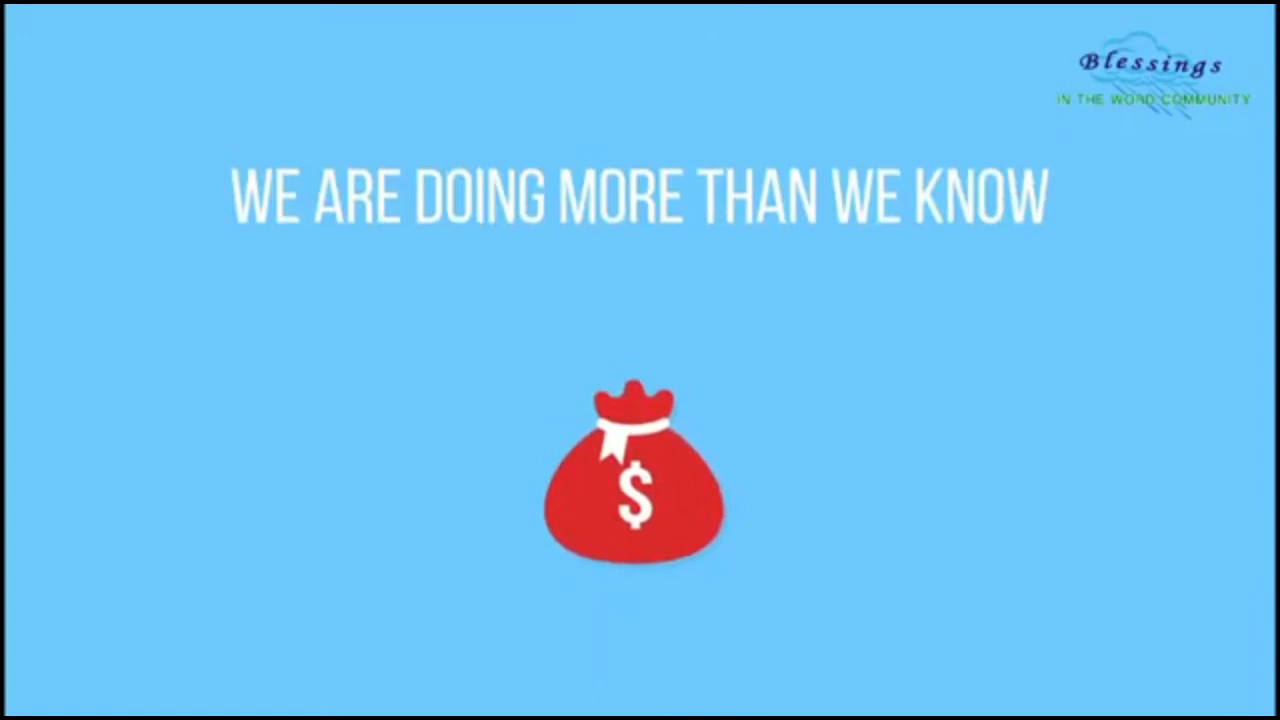 Blessings
IN THE WORD COMMUNITY
WE ARE DOING MORE THAN WE KNOW
$